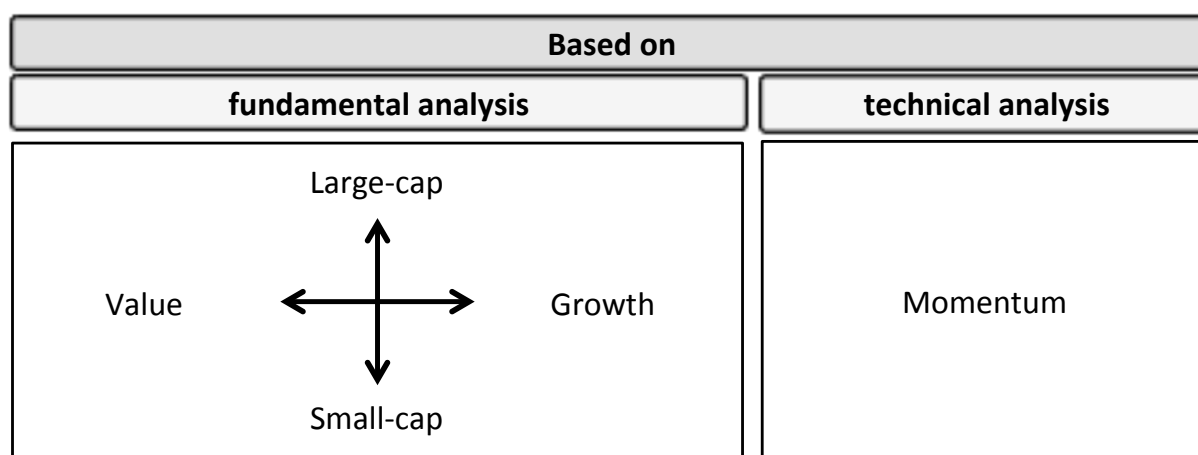 Based on
fundamental analysis
technical analysis
Large-cap
Value
Growth
Momentum
Small-cap